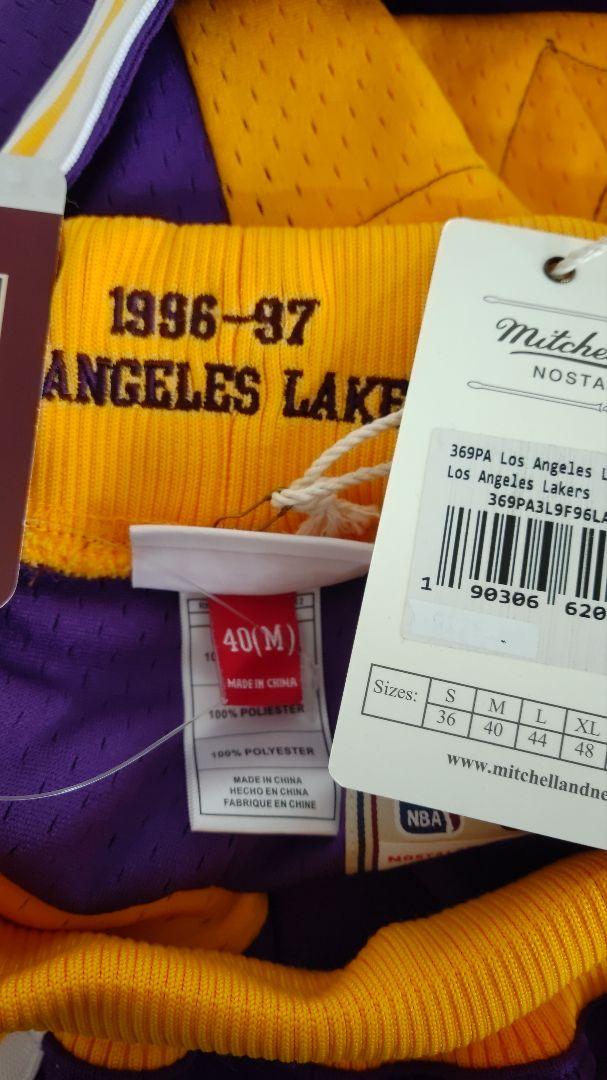 1996-97
ANGELES LAKE
Mitche
NOSTA
369PA Los Angeles L
Los Angeles Lakers
369PA3L9F96LA
1 90306 620
40(M)
MADE IN CHINA
100% POLIESTER
100% POLYESTER
MADE IN CHINA
HECHO EN CHINA
FABRIQUE EN CHINE
Sizes: S M L XL
36 40 44 48
www.mitchellandne
NBA